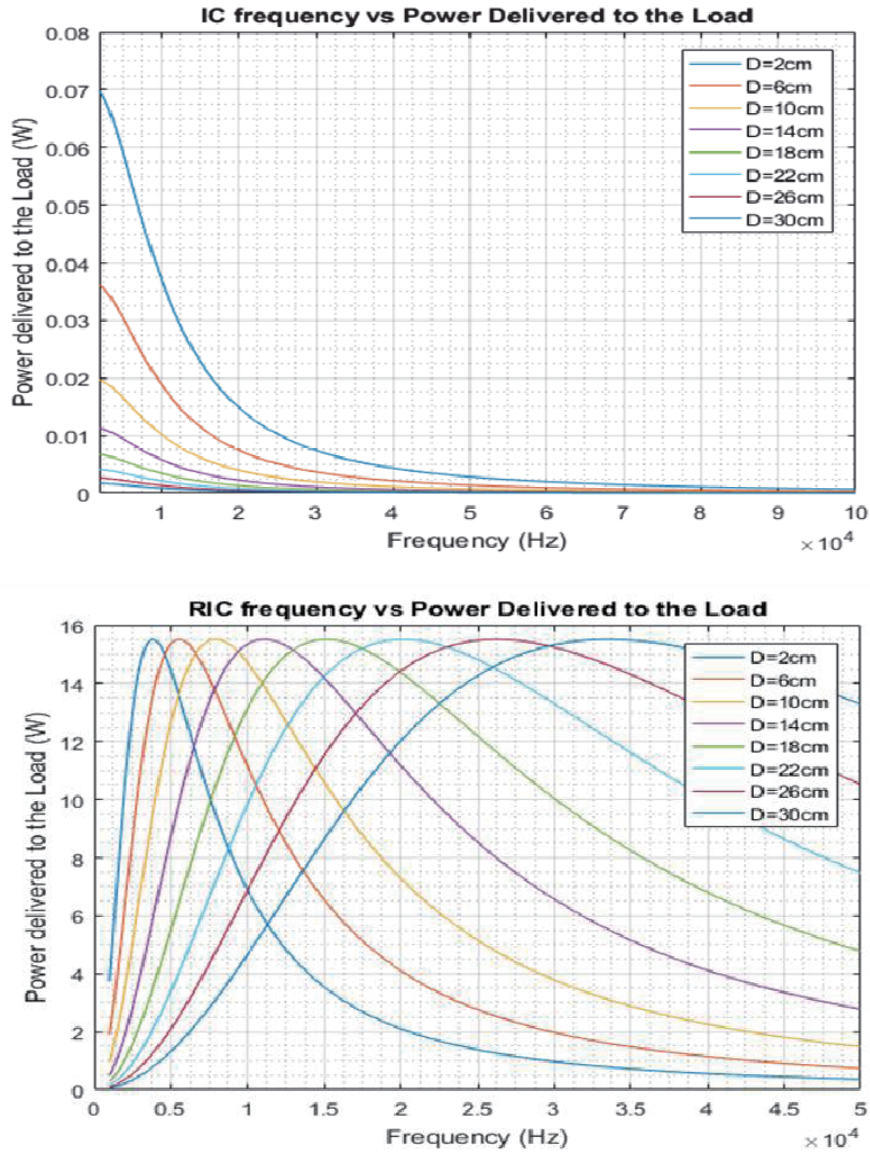 IC frequency vs Power Delivered to the Load
Power delivered to the Load (W)
0.08
0.07
0.06
0.05
0.04
0.03
0.02
0.01
0
D=2cm
D=6cm
D=10cm
D=14cm
D=18cm
D=22cm
D=26cm
D=30cm
1 2 3 4 5 6 7 8 9 10
Frequency (Hz)
× 10^4
RIC frequency vs Power Delivered to the Load
Power delivered to the Load (W)
16
14
12
10
8
6
4
2
0
D=2cm
D=6cm
D=10cm
D=14cm
D=18cm
D=22cm
D=26cm
D=30cm
0 0.5 1 1.5 2 2.5 3 3.5 4 4.5 5
Frequency (Hz)
× 10^4